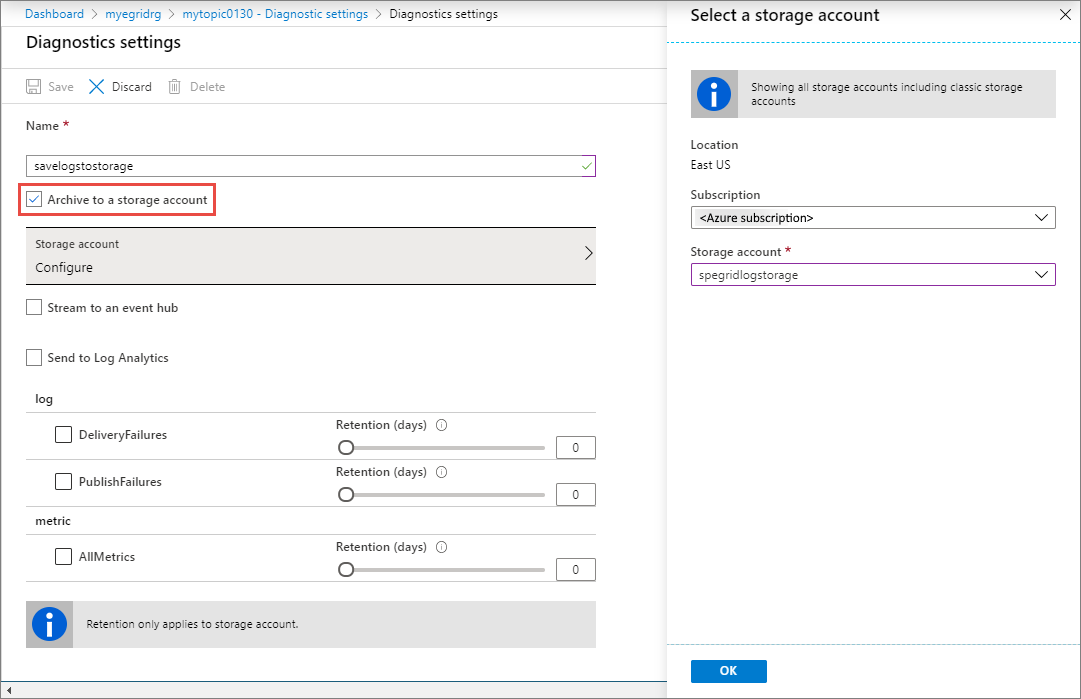 Dashboard > myegridrg > mytopic0130 - Diagnostic settings > Diagnostics settings
Diagnostics settings
Save Discard Delete
Name *
savelogstostorage
Archive to a storage account
Storage account
Configure
Stream to an event hub
Send to Log Analytics
log
DeliveryFailures
Retention (days)
0
PublishFailures
Retention (days)
0
metric
AllMetrics
Retention (days)
0
Retention only applies to storage account.
Select a storage account
Showing all storage accounts including classic storage
accounts
Location
East US
Subscription
<Azure subscription>
Storage account *
spegridlogstorage
OK